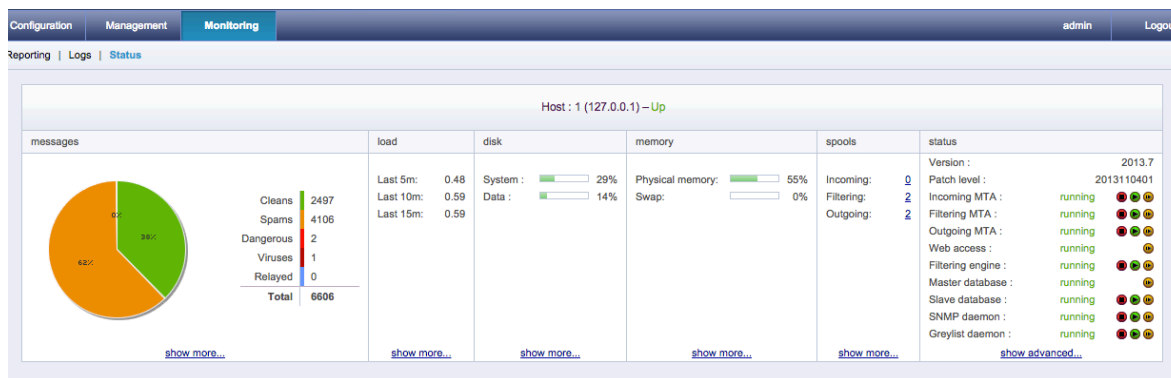 Configuration Management Monitoring admin Logou
Reporting | Logs | Status
Host : 1 (127.0.0.1) – Up
messages load disk memory spools status
Version : 2013.7
Last 5m: 0.48 System : 29% Physical memory: 55% Incoming: 0 Patch level : 2013110401
Cleans 2497 Last 10m: 0.59 Data : 14% Swap: 0% Filtering: 2 Incoming MTA : running
Spams 4106 Last 15m: 0.59 Outgoing: 2 Filtering MTA : running
Dangerous 2 Outgoing MTA : running
Viruses 1 Web access : running
Relayed 0 Filtering engine : running
Total 6606 Master database : running
Slave database : running
SNMP daemon : running
Greylist daemon : running
0%
38%
62%
show more... show more... show more... show more... show more... show advanced...